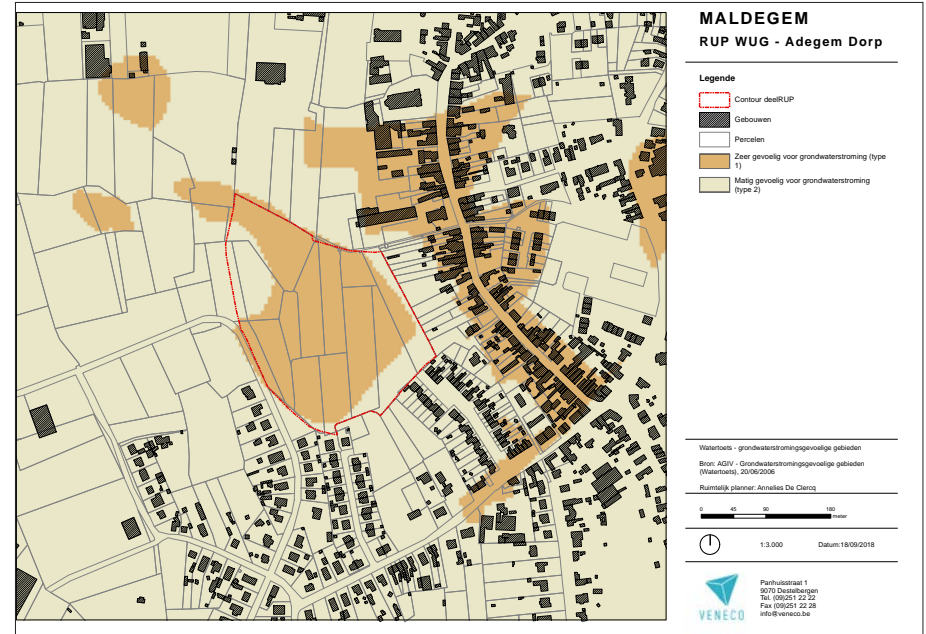 MALDEGEM
RUP WUG - Adegem Dorp
Legende
Contour deelRUP
Gebouwen
Percelen
Zeer gevoelig voor grondwaterstroming (type
1)
Matig gevoelig voor grondwaterstroming
(type 2)
Watertoets - grondwaterstromingsgevoelige gebieden
Bron: AGIV - Grondwaterstromingsgevoelige gebieden
(Watertoets), 20/06/2006
Ruimtelijk planner: Annelies De Clercq
0 45 90 180
meter
1:3.000 Datum:18/09/2018
VENECO
Panhuisstraat 1
9070 Destelbergen
Tel. (09)251 22 22
Fax (09)251 22 28
info@veneco.be